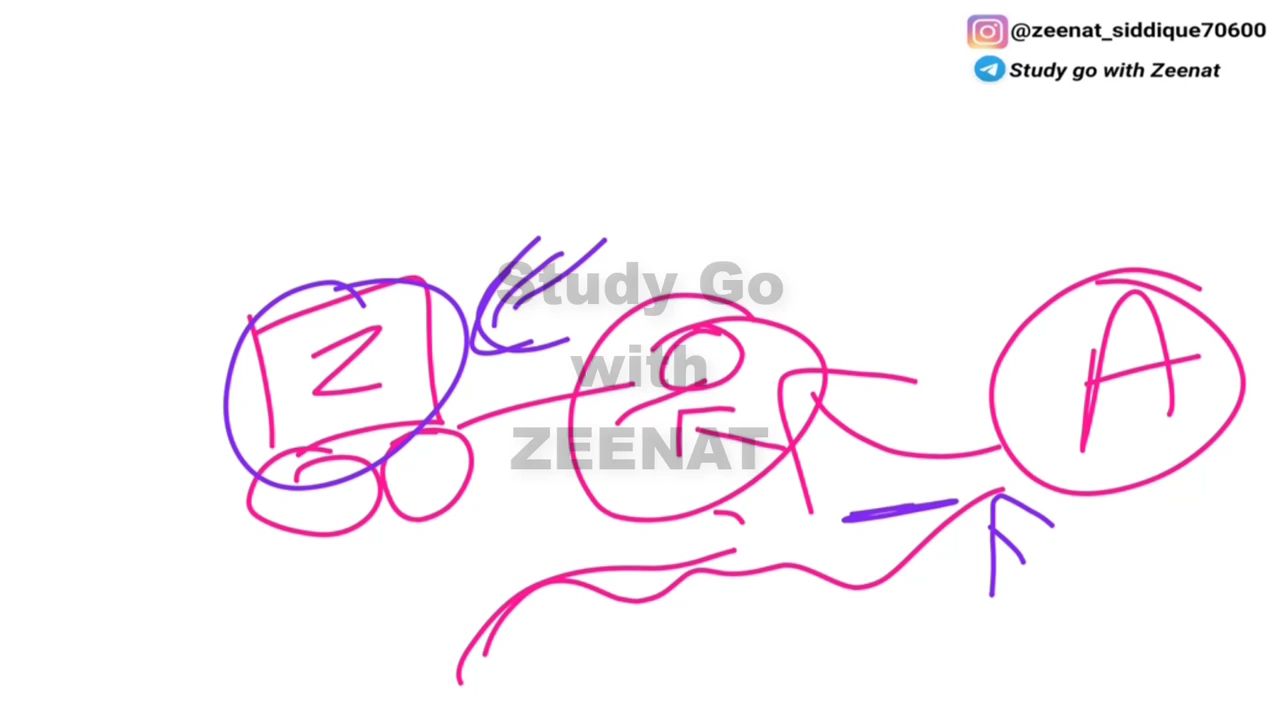 @zeenat_siddique70600
Study go with Zeenat
Study Go
with
ZEENAT
Z
A